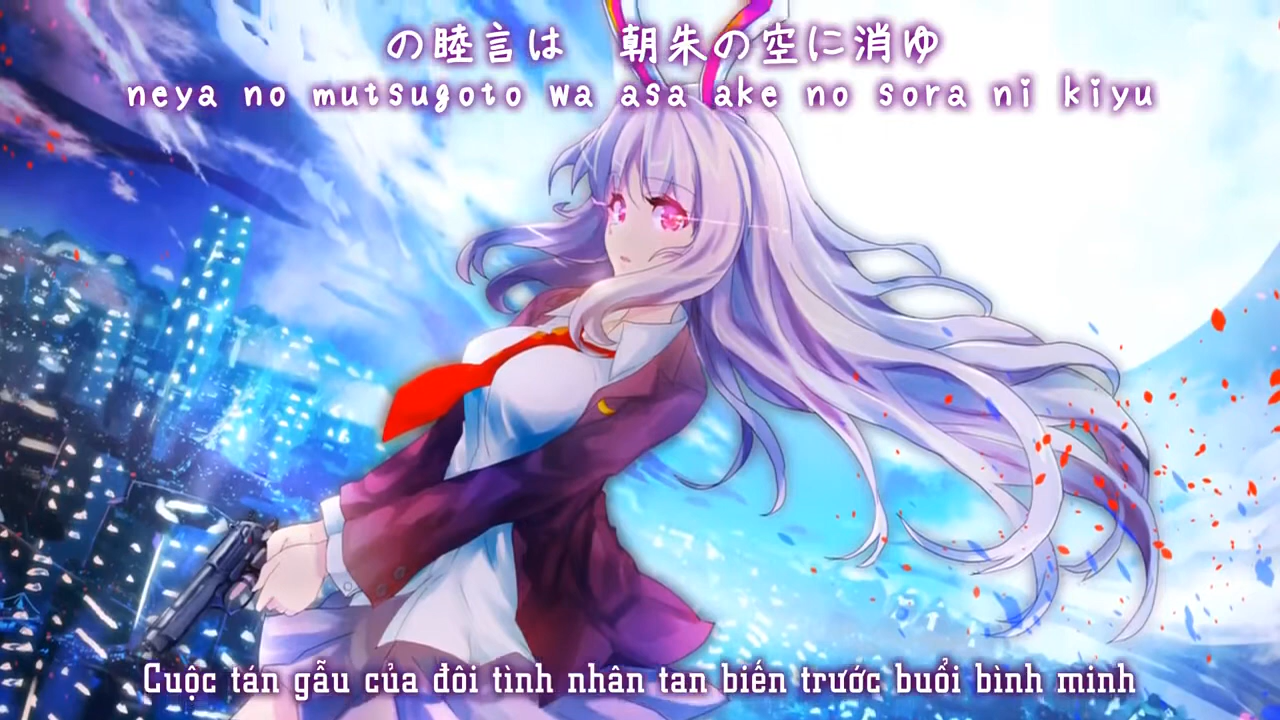 の睦言は　朝朱の空に消ゆ
neya no mutsugoto wa asa ake no sora ni kiyu
Cuộc tán gẫu của đôi tình nhân tan biến trước buổi bình minh